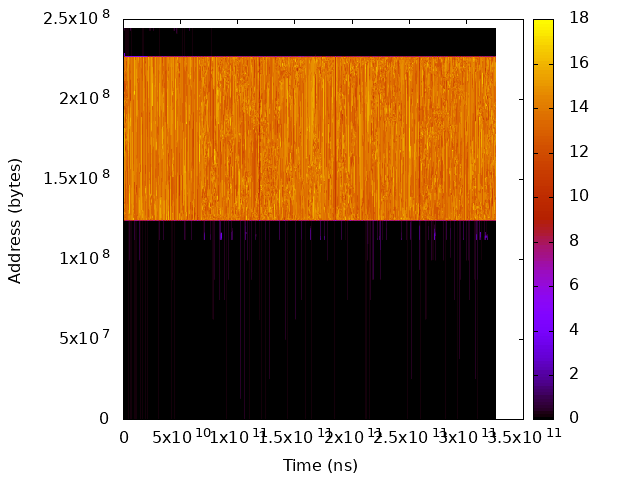 2.5x10^8
2x10^8
1.5x10^8
1x10^8
5x10^7
0
Address (bytes)
0 5x10^10 1x10^11 1.5x10^11 2x10^11 2.5x10^11 3x10^11 3.5x10^11
Time (ns)
18
16
14
12
10
8
6
4
2
0